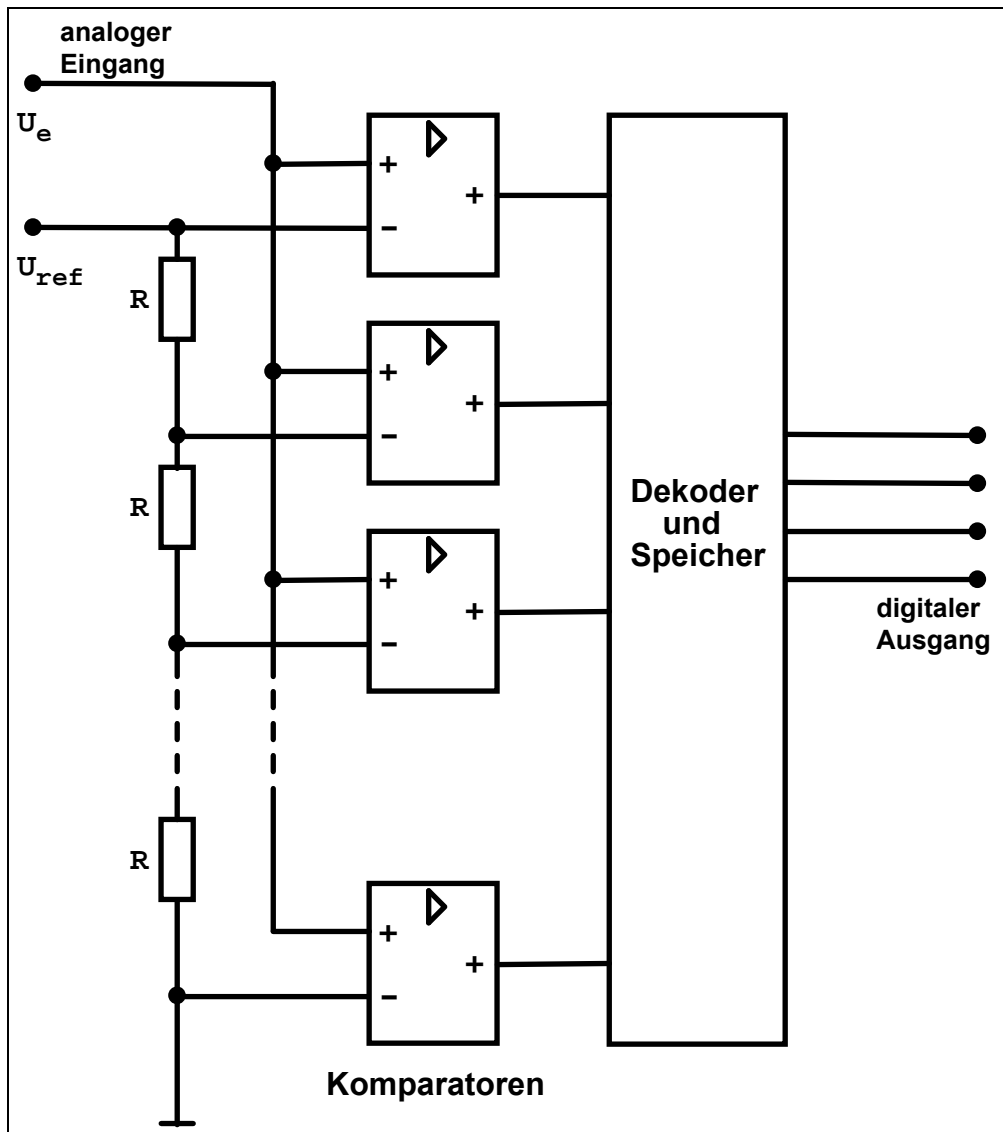 analoger
Eingang
Ue
Uref
R
R
R
+
−
+
+
−
+
+
−
+
+
−
+
Dekoder
und
Speicher
digitaler
Ausgang
Komparatoren